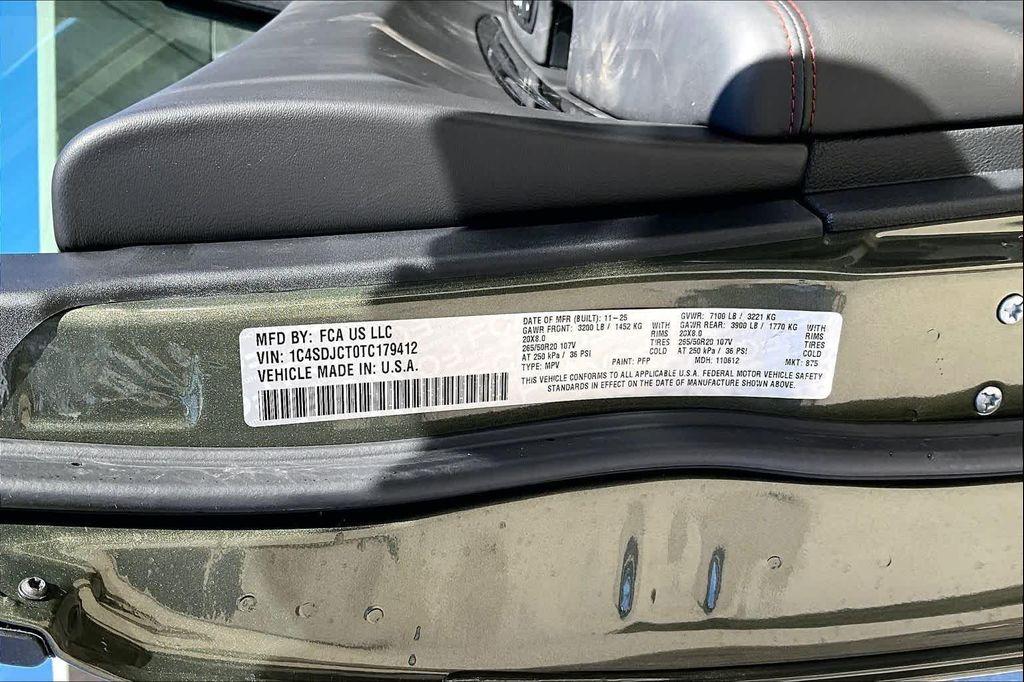 MFD BY: FCA US LLC
VIN: 1C4SDJCT0TC179412
VEHICLE MADE IN: U.S.A.
DATE OF MFR (BUILT): 11-25
GVWR: 7100 LB / 3221 KG
GAWR FRONT: 3200 LB / 1452 KG WITH
GAWR REAR: 3900 LB / 1770 KG WITH
20X8.0 RIMS
20X8.0 RIMS
265/50R20 107V TIRES
265/50R20 107V TIRES
AT 250 kPa / 36 PSI COLD
AT 250 kPa / 36 PSI COLD
TYPE: MPV PAINT: PFP MDH: 110612 MKT: 875
THIS VEHICLE CONFORMS TO ALL APPLICABLE U.S.A. FEDERAL MOTOR VEHICLE SAFETY
STANDARDS IN EFFECT ON THE DATE OF MANUFACTURE SHOWN ABOVE.